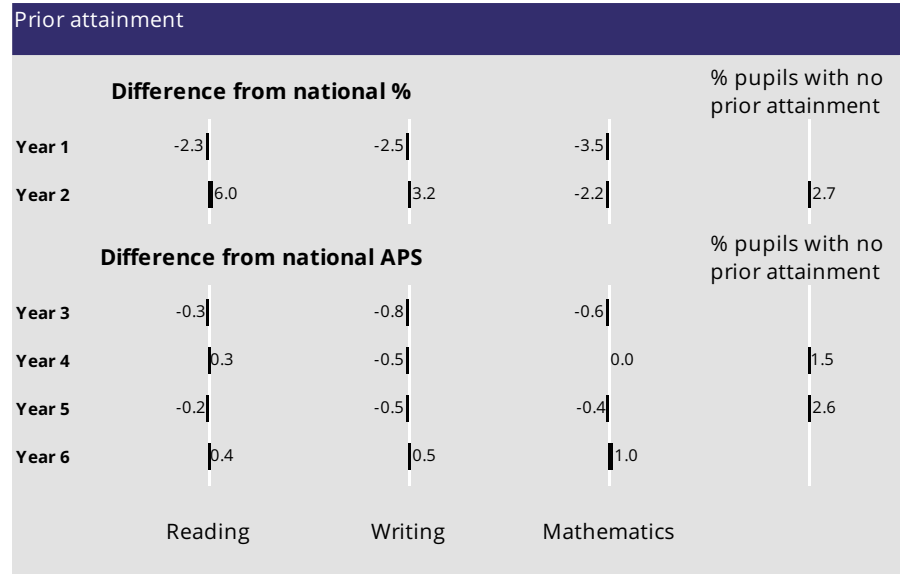 Prior attainment
Difference from national %
% pupils with no
prior attainment
Year 1 -2.3 -2.5 -3.5
Year 2 6.0 3.2 -2.2 2.7
Difference from national APS
% pupils with no
prior attainment
Year 3 -0.3 -0.8 -0.6
Year 4 0.3 -0.5 0.0 1.5
Year 5 -0.2 -0.5 -0.4 2.6
Year 6 0.4 0.5 1.0
Reading Writing Mathematics